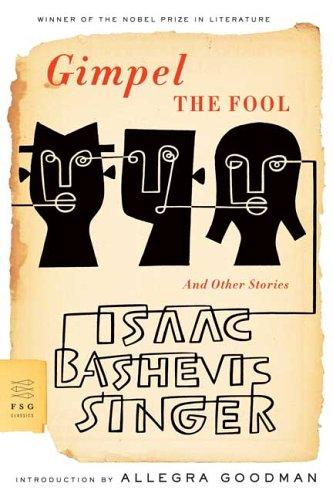 WINNER OF THE NOBEL PRIZE IN LITERATURE
Gimpel
THE FOOL
And Other Stories
ISAAC
BASHEVIS
SINGER
FSG
CLASSICS
INTRODUCTION BY ALLEGRA GOODMAN